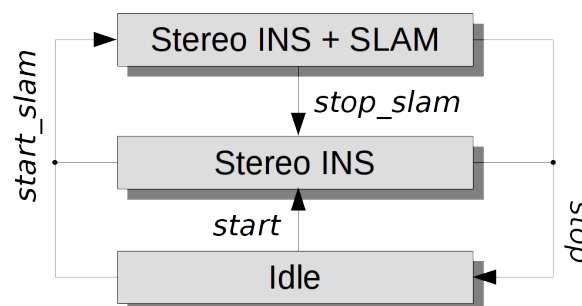 Stereo INS + SLAM
start_slam
stop_slam
Stereo INS
start
stop
Idle